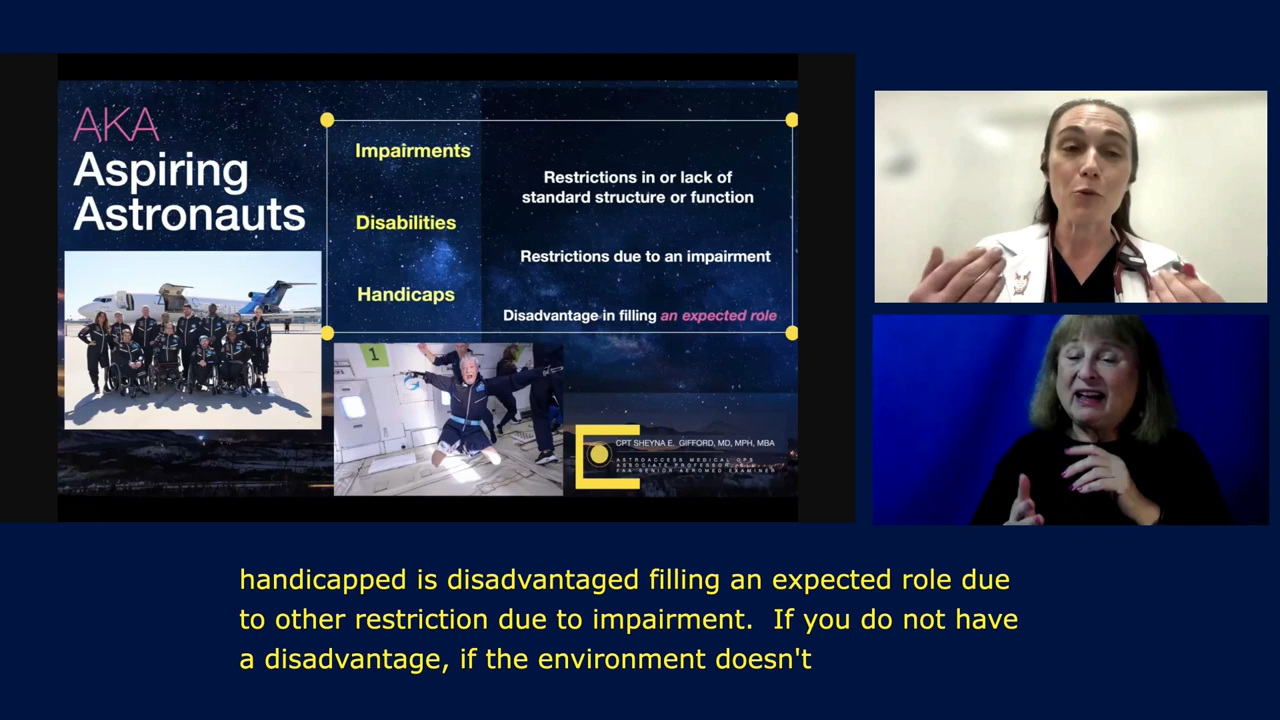 AKA
Aspiring
Astronauts
Impairments
Restrictions in or lack of
standard structure or function
Disabilities
Restrictions due to an impairment
Handicaps
Disadvantage in filling an expected role
1
CPT SHEYNA E. GIFFORD, MD, MPH, MBA
ASTROACCESS MEDICAL OPS
ASSOCIATE PROFESSOR
FAA SENIOR AEROMED EXAMINER
handicapped is disadvantaged filling an expected role due
to other restriction due to impairment.  If you do not have
a disadvantage, if the environment doesn't